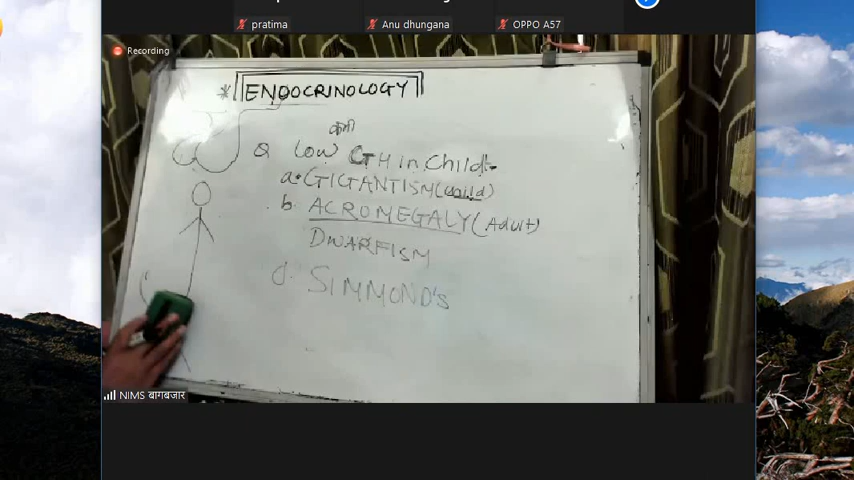 pratima
Anu dhungana
OPPO A57
Recording
* ENDOCRINOLOGY
कमी
Q Low GH in Child-
a. GIGANTISM (child)
b. ACROMEGALY (Adult)
DWARFISM
d. SIMMOND'S
NIMS बागबजार